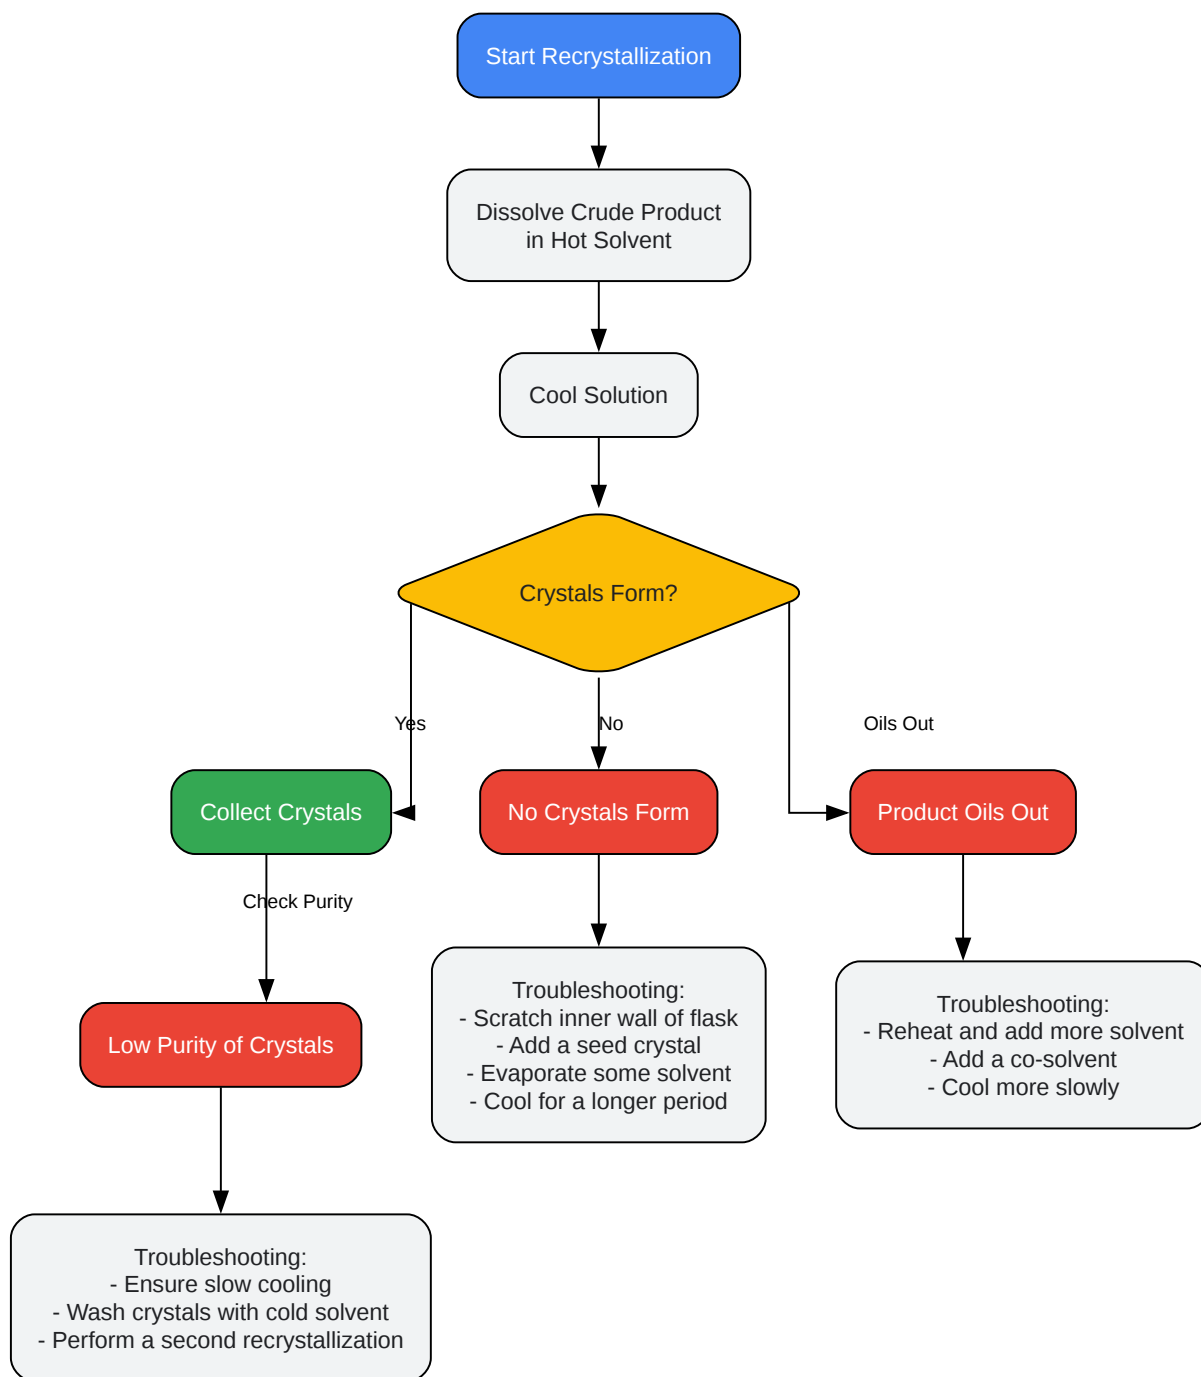 Start Recrystallization
Dissolve Crude Product
in Hot Solvent
Cool Solution
Crystals Form?
Yes
No
Oils Out
Collect Crystals
No Crystals Form
Product Oils Out
Check Purity
Low Purity of Crystals
Troubleshooting:
- Scratch inner wall of flask
- Add a seed crystal
- Evaporate some solvent
- Cool for a longer period
Troubleshooting:
- Reheat and add more solvent
- Add a co-solvent
- Cool more slowly
Troubleshooting:
- Ensure slow cooling
- Wash crystals with cold solvent
- Perform a second recrystallization